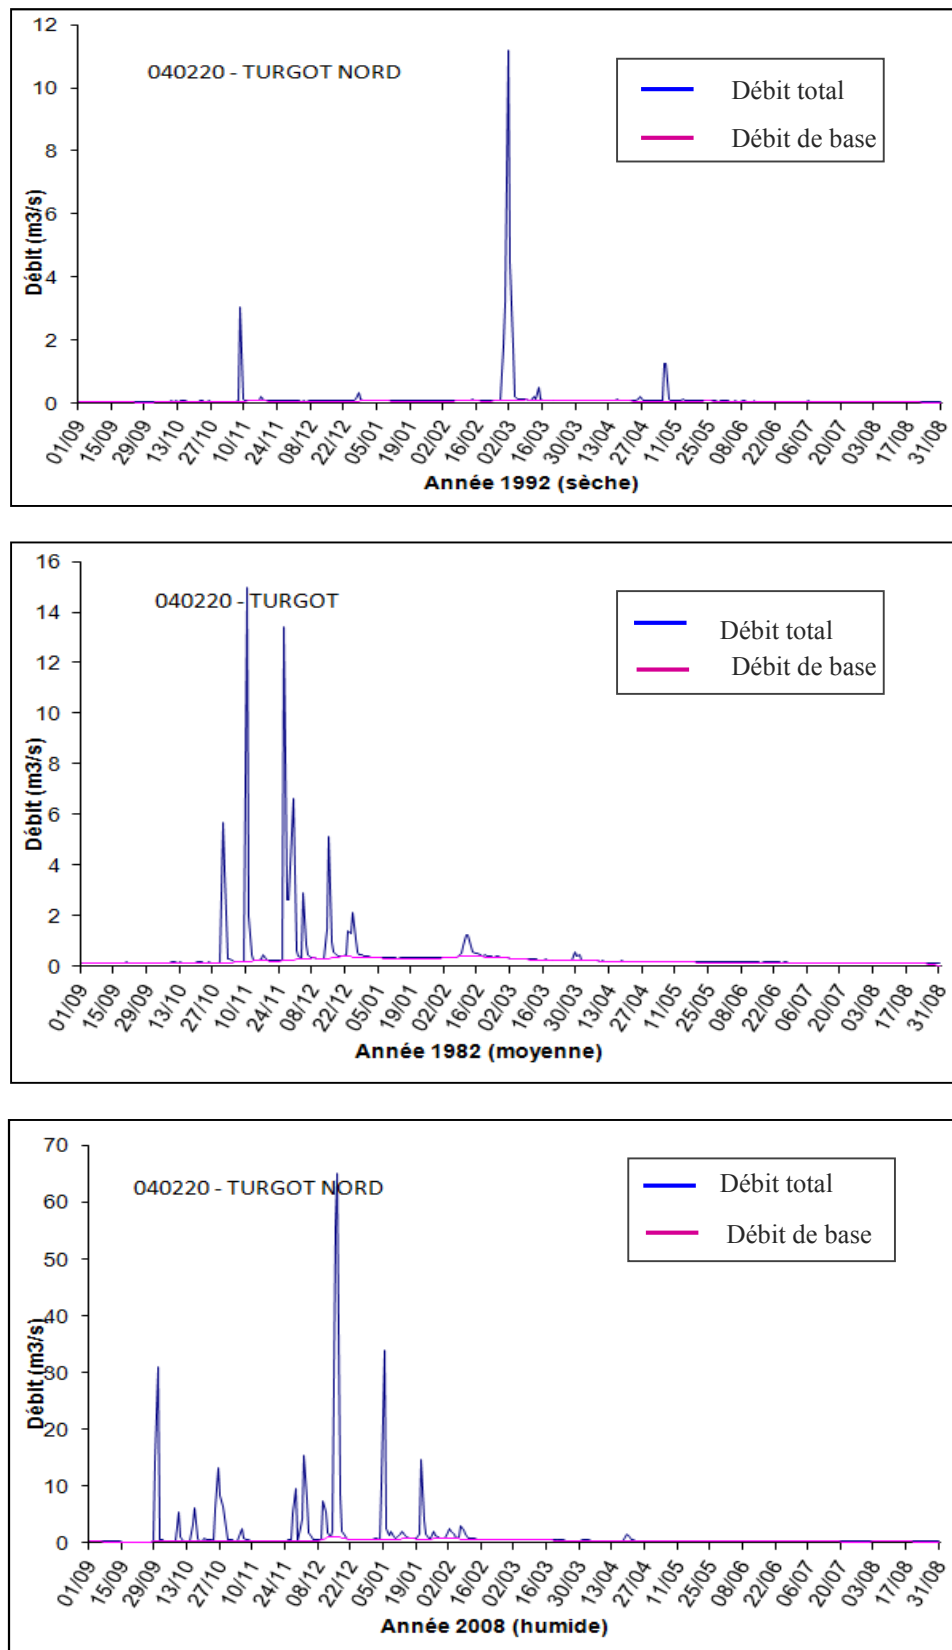 12
10
8
6
4
2
0
Débit (m3/s)
040220 - TURGOT NORD
Débit total
Débit de base
01/09 15/09 29/09 13/10 27/10 10/11 24/11 08/12 22/12 05/01 19/01 02/02 16/02 02/03 16/03 30/03 13/04 27/04 11/05 25/05 08/06 22/06 06/07 20/07 03/08 17/08 31/08
Année 1992 (sèche)
16
14
12
10
8
6
4
2
0
Débit (m3/s)
040220 - TURGOT
Débit total
Débit de base
01/09 15/09 29/09 13/10 27/10 10/11 24/11 08/12 22/12 05/01 19/01 02/02 16/02 02/03 16/03 30/03 13/04 27/04 11/05 25/05 08/06 22/06 06/07 20/07 03/08 17/08 31/08
Année 1982 (moyenne)
70
60
50
40
30
20
10
0
Débit (m3/s)
040220 - TURGOT NORD
Débit total
Débit de base
01/09 15/09 29/09 13/10 27/10 10/11 24/11 08/12 22/12 05/01 19/01 02/02 16/02 02/03 16/03 30/03 13/04 27/04 11/05 25/05 08/06 22/06 06/07 20/07 03/08 17/08 31/08
Année 2008 (humide)